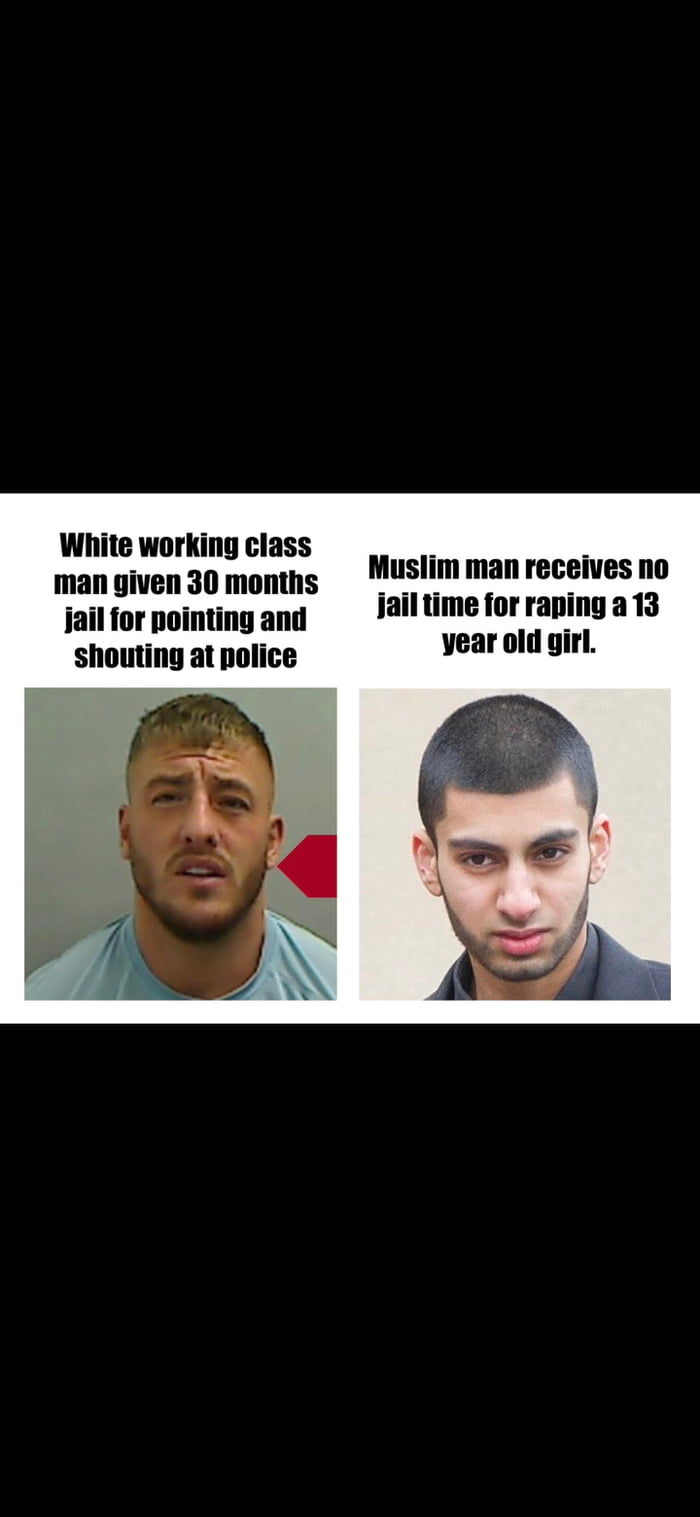 White working class
man given 30 months
jail for pointing and
shouting at police
Muslim man receives no
jail time for raping a 13
year old girl.